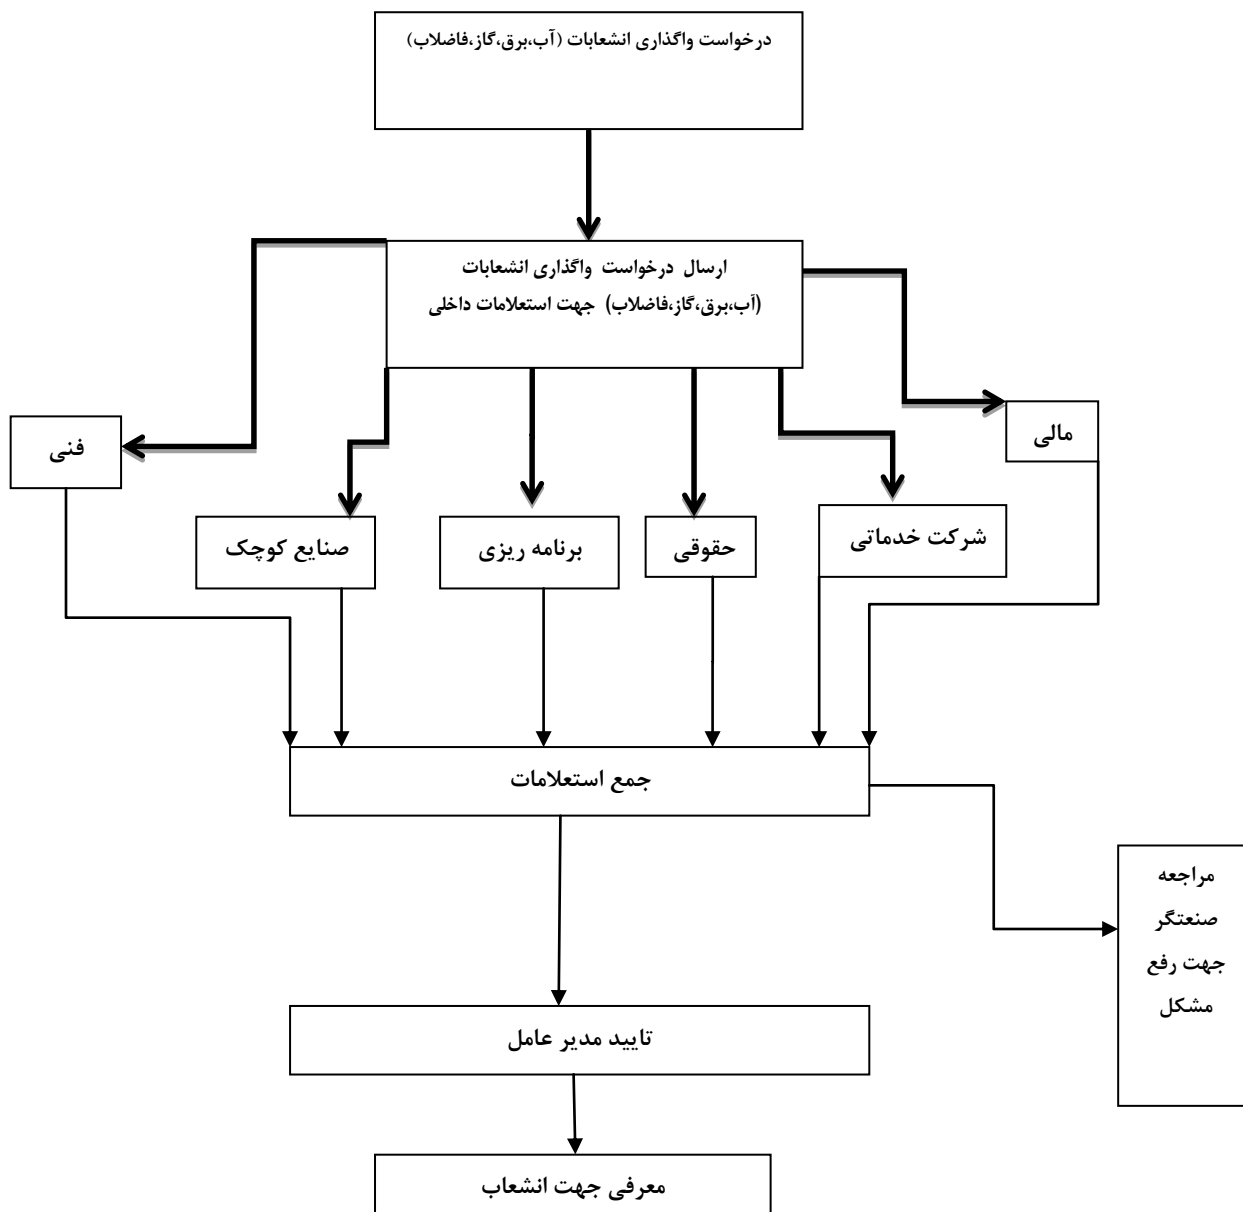 درخواست واگذاری انشعابات (آب،برق،گاز،فاضلاب)
ارسال درخواست واگذاری انشعابات
(آب،برق،گاز،فاضلاب) جهت استعلامات داخلی
مالی
فنی
شرکت خدماتی
حقوقی
برنامه ریزی
صنایع کوچک
جمع استعلامات
مراجعه
صنعتگر
جهت رفع
مشکل
تایید مدیر عامل
معرفی جهت انشعاب